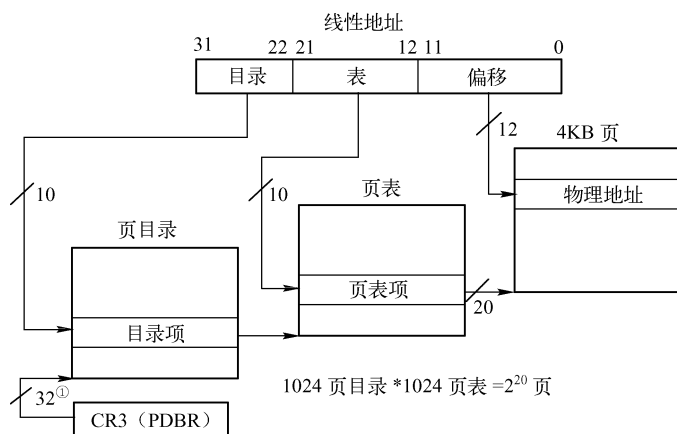 线性地址
31 22 21 12 11 0
目录 表 偏移
12
4KB 页
10
10
页表
物理地址
页目录
页表项
20
目录项
32①
1024 页目录 *1024 页表 =2²⁰ 页
CR3（PDBR）